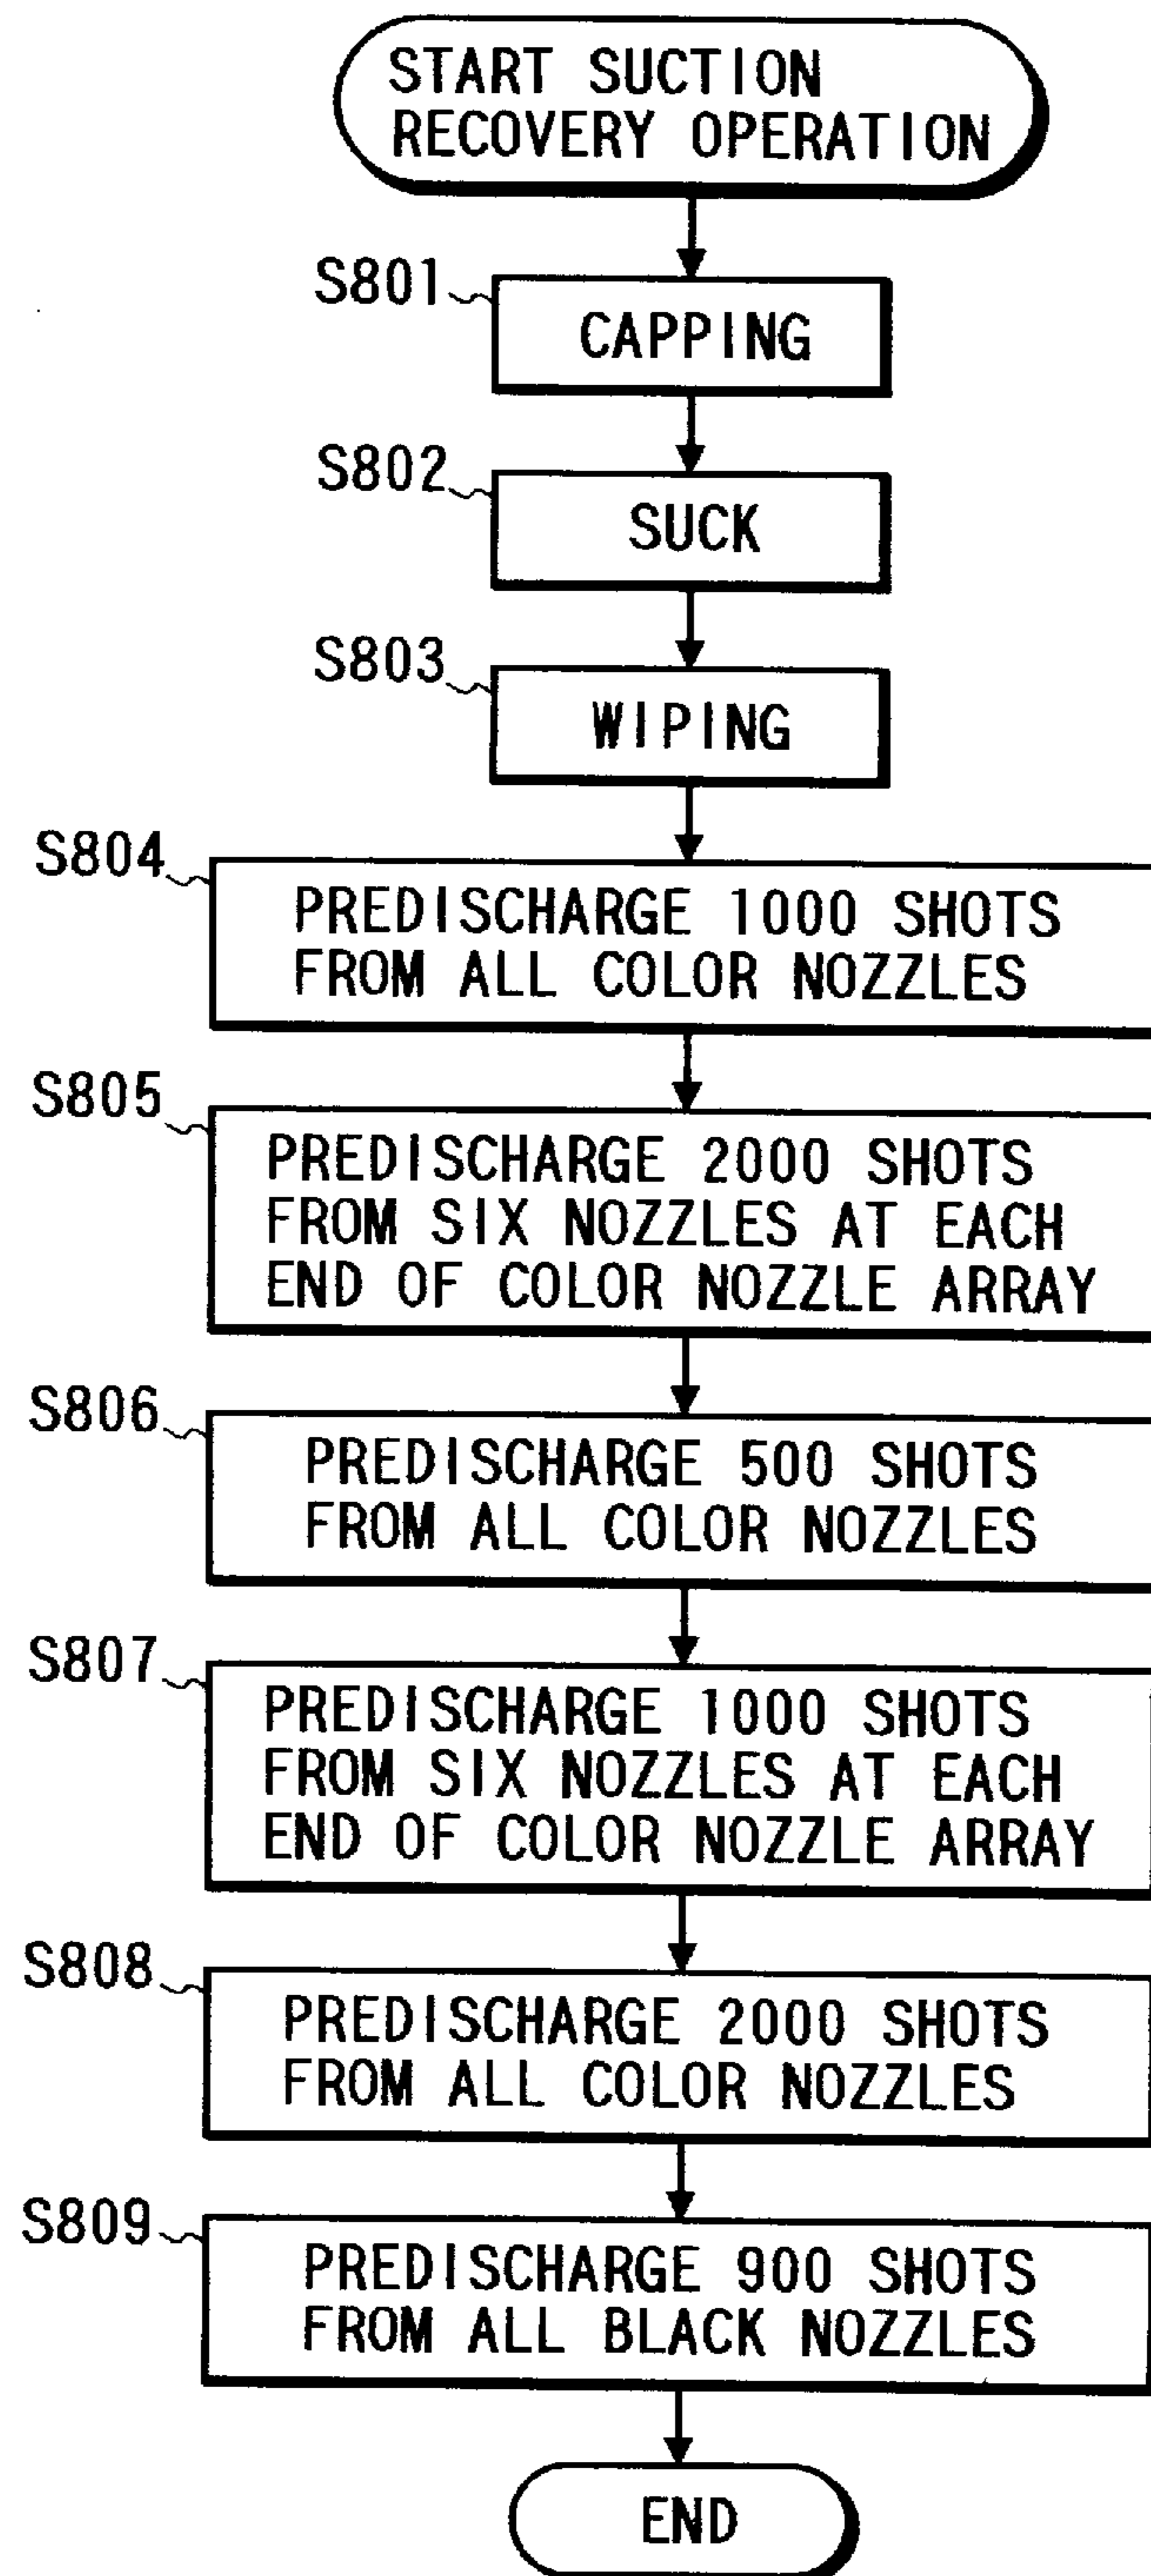 START SUCTION
RECOVERY OPERATION
S801
CAPPING
S802
SUCK
S803
WIPING
S804
PREDISCHARGE 1000 SHOTS
FROM ALL COLOR NOZZLES
S805
PREDISCHARGE 2000 SHOTS
FROM SIX NOZZLES AT EACH
END OF COLOR NOZZLE ARRAY
S806
PREDISCHARGE 500 SHOTS
FROM ALL COLOR NOZZLES
S807
PREDISCHARGE 1000 SHOTS
FROM SIX NOZZLES AT EACH
END OF COLOR NOZZLE ARRAY
S808
PREDISCHARGE 2000 SHOTS
FROM ALL COLOR NOZZLES
S809
PREDISCHARGE 900 SHOTS
FROM ALL BLACK NOZZLES
END